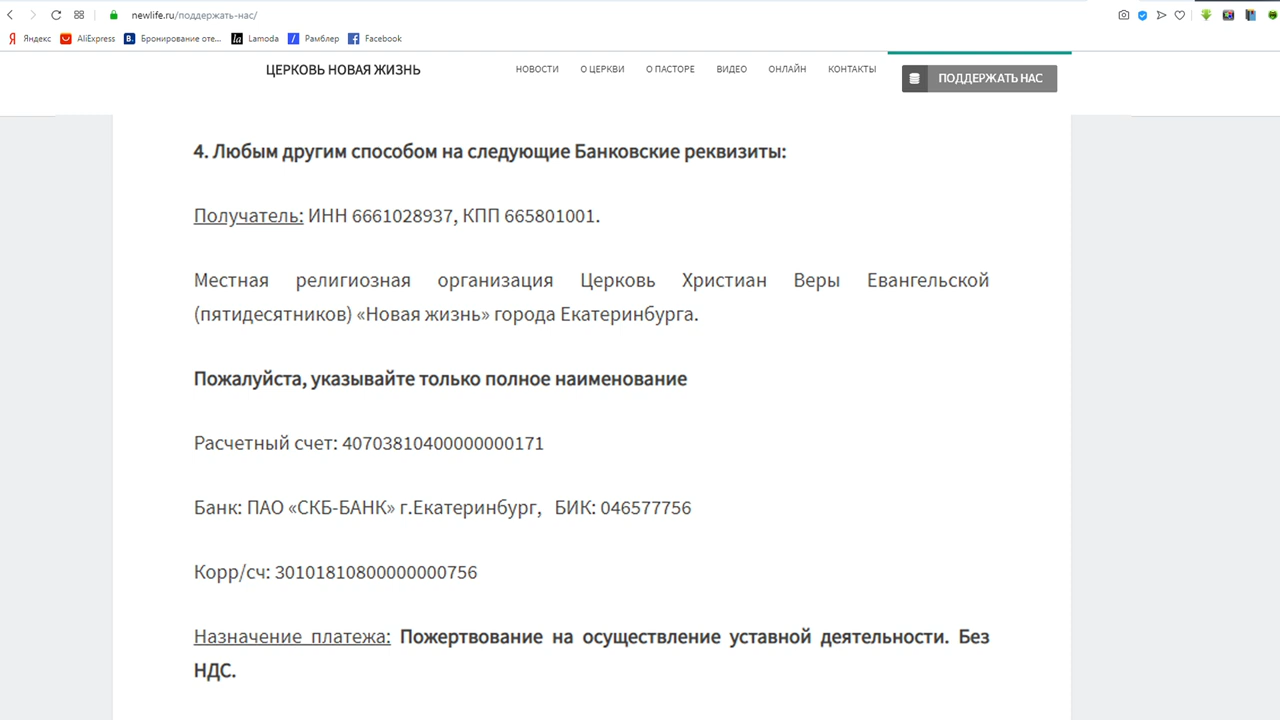 newlife.ru/поддержать-нас/
Яндекс AliExpress Бронирование оте... Lamoda Рамблер Facebook
ЦЕРКОВЬ НОВАЯ ЖИЗНЬ НОВОСТИ О ЦЕРКВИ О ПАСТОРЕ ВИДЕО ОНЛАЙН КОНТАКТЫ ПОДДЕРЖАТЬ НАС
4. Любым другим способом на следующие Банковские реквизиты:
Получатель: ИНН 6661028937, КПП 665801001.
Местная религиозная организация Церковь Христиан Веры Евангельской
(пятидесятников) «Новая жизнь» города Екатеринбурга.
Пожалуйста, указывайте только полное наименование
Расчетный счет: 40703810400000000171
Банк: ПАО «СКБ-БАНК» г.Екатеринбург, БИК: 046577756
Корр/сч: 30101810800000000756
Назначение платежа: Пожертвование на осуществление уставной деятельности. Без
НДС.